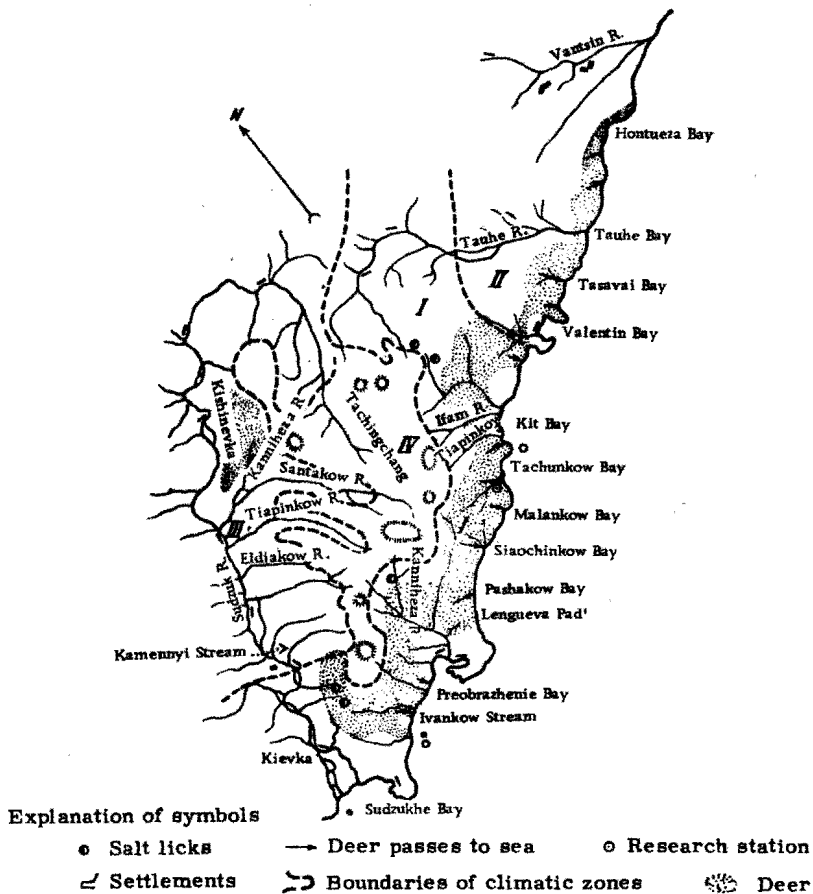 Vantsin R.
N
Hontueza Bay
Tauhe R.
Tauhe Bay
II
Tasavai Bay
I
Valentin Bay
Kishinevka
Kanniheza R.
Tachingchang
Ifam R.
Kit Bay
Tiapinkow
IV
Tachunkow Bay
Santakow R.
Tiapinkow R.
Malankow Bay
III
Siaochinkow Bay
Eldiakow R.
Kanniheza R.
Pashakow Bay
Sudzuk R.
Lengueva Pad'
Kamennyi Stream
V
Preobrazhenie Bay
Ivankow Stream
Kievka
Sudzukhe Bay
Explanation of symbols
Salt licks
Deer passes to sea
Research station
Settlements
Boundaries of climatic zones
Deer